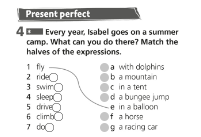 Present perfect
4 Every year, Isabel goes on a summer
camp. What can you do there? Match the
halves of the expressions.
1 fly a with dolphins
2 ride b a mountain
3 swim c in a tent
4 sleep d a bungee jump
5 drive e in a balloon
6 climb f a horse
7 do g a racing car